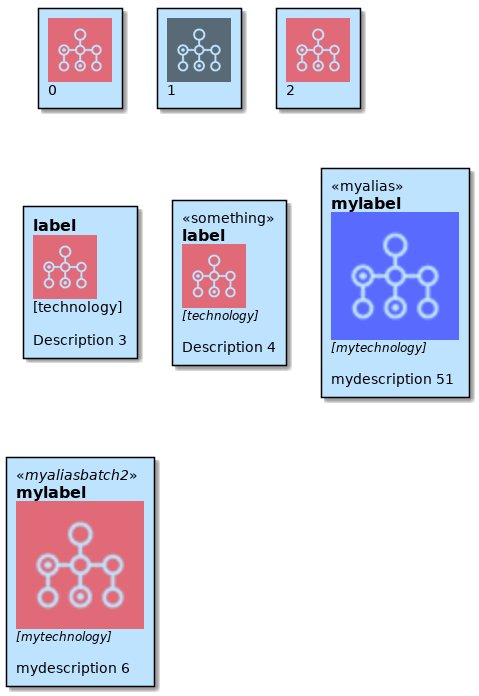 0
1
2
label
[technology]
Description 3
«something»
label
[technology]
Description 4
«myalias»
mylabel
[mytechnology]
mydescription 51
«myaliasbatch2»
mylabel
[mytechnology]
mydescription 6